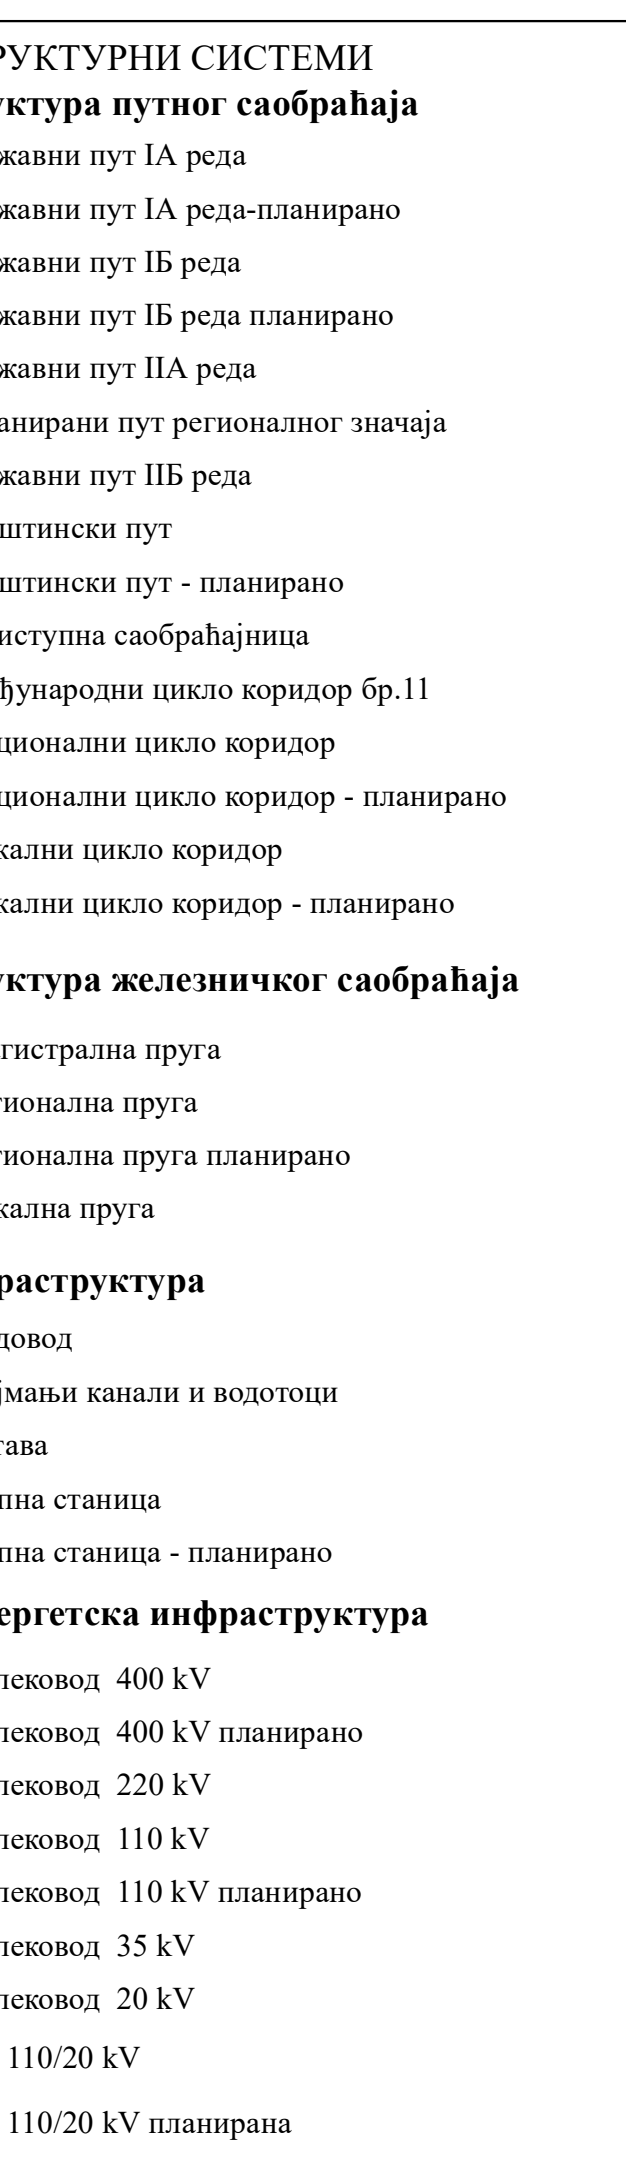 РУКТУРНИ СИСТЕМИ
уктура путног саобраћаја
жавни пут IА реда
жавни пут IА реда-планирано
жавни пут IБ реда
жавни пут IБ реда планирано
жавни пут IIА реда
анирани пут регионалног значаја
жавни пут IIБ реда
штински пут
штински пут - планирано
иступна саобраћајница
ђународни цикло коридор бр.11
ционални цикло коридор
ционални цикло коридор - планирано
кални цикло коридор
кални цикло коридор - планирано
уктура железничког саобраћаја
гистрална пруга
гионална пруга
гионална пруга планирано
кална пруга
раструктура
довод
јмањи канали и водотоци
тава
пна станица
пна станица - планирано
ергетска инфраструктура
лековод 400 kV
лековод 400 kV планирано
лековод 220 kV
лековод 110 kV
лековод 110 kV планирано
лековод 35 kV
лековод 20 kV
110/20 kV
110/20 kV планирана